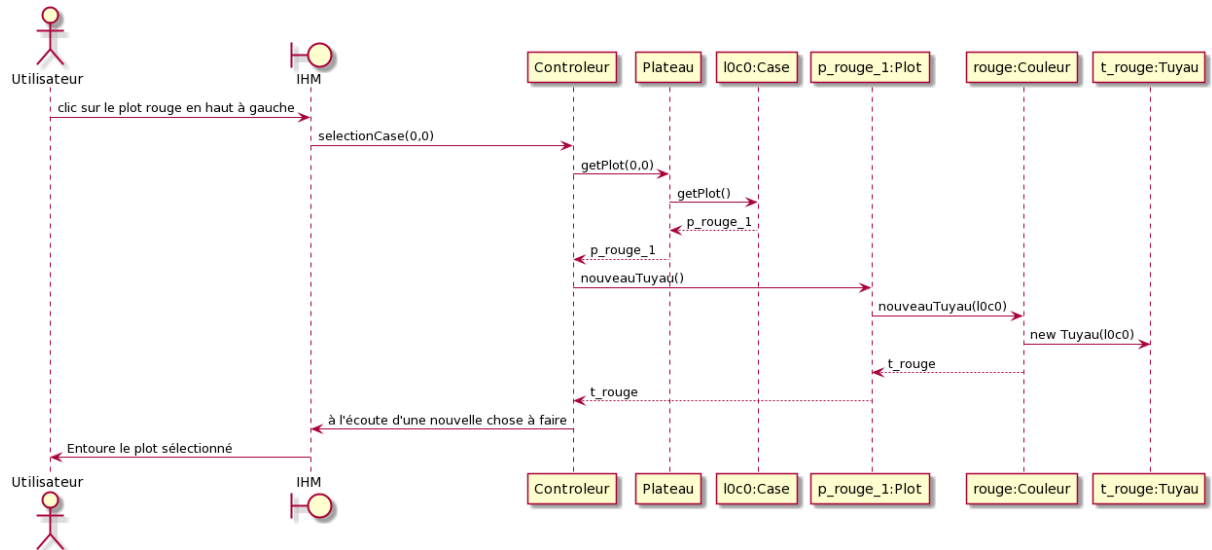 Utilisateur
IHM
Controleur
Plateau
l0c0:Case
p_rouge_1:Plot
rouge:Couleur
t_rouge:Tuyau
clic sur le plot rouge en haut à gauche
selectionCase(0,0)
getPlot(0,0)
getPlot()
p_rouge_1
p_rouge_1
nouveauTuyau()
nouveauTuyau(l0c0)
new Tuyau(l0c0)
t_rouge
t_rouge
à l'écoute d'une nouvelle chose à faire
Entoure le plot sélectionné
Utilisateur
IHM
Controleur
Plateau
l0c0:Case
p_rouge_1:Plot
rouge:Couleur
t_rouge:Tuyau